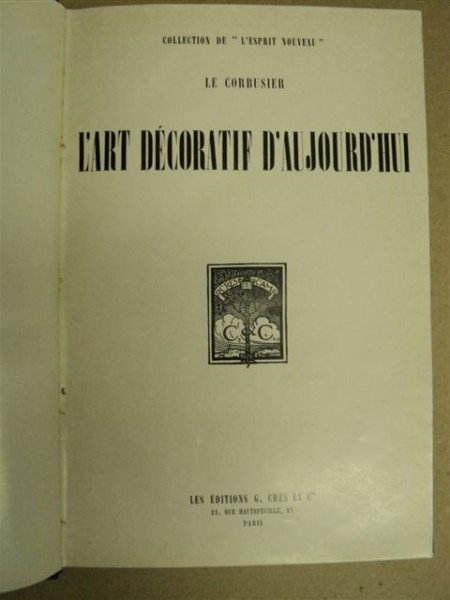 COLLECTION DE "L'ESPRIT NOUVEAU"
LE CORBUSIER
L'ART DÉCORATIF D'AUJOURD'HUI
C. & C.
LES ÉDITIONS G. CRÈS ET Cie
21, RUE HAUTEFEUILLE, 21
PARIS